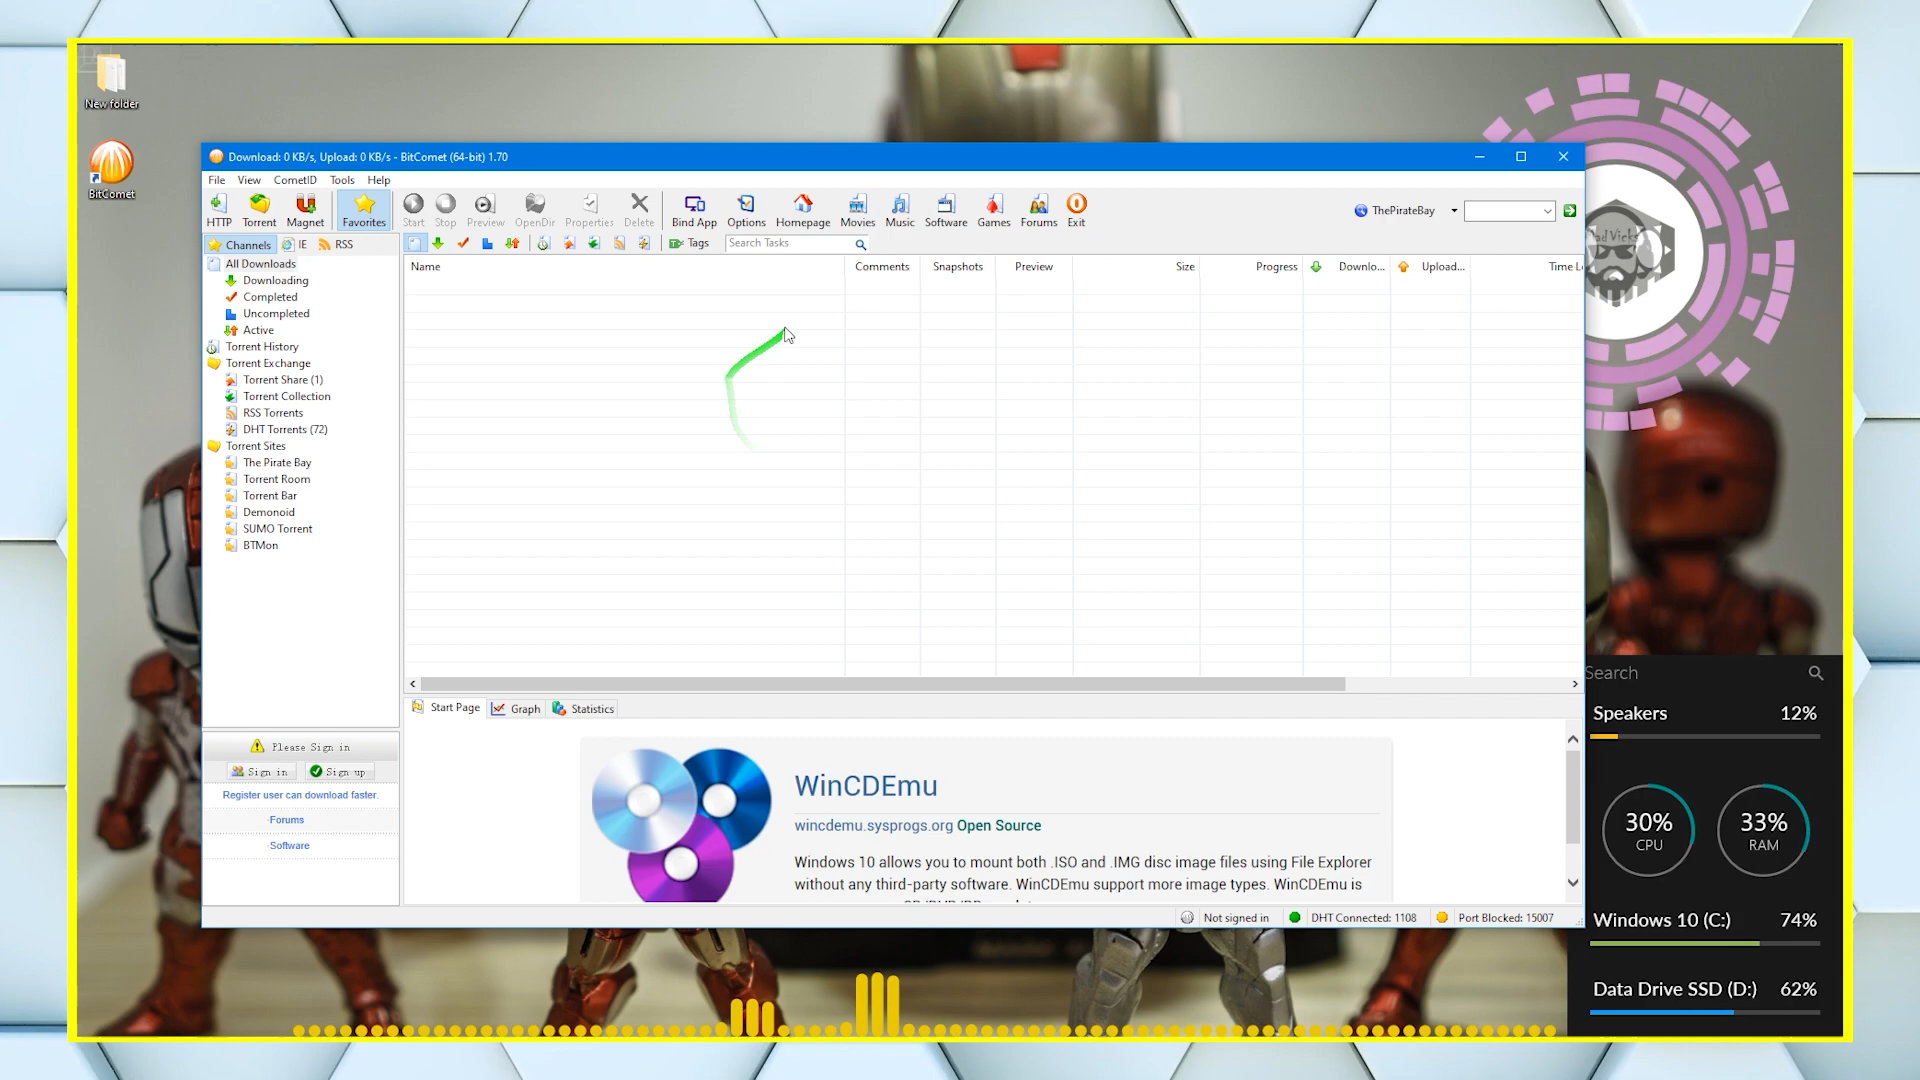 New folder
BitComet
Download: 0 KB/s, Upload: 0 KB/s - BitComet (64-bit) 1.70
File View CometID Tools Help
HTTP Torrent Magnet Favorites Start Stop Preview OpenDir Properties Delete Bind App Options Homepage Movies Music Software Games Forums Exit ThePirateBay
Channels IE RSS Tags Search Tasks
Name Comments Snapshots Preview Size Progress Downlo... Upload... Time L
All Downloads
Downloading
Completed
Uncompleted
Active
Torrent History
Torrent Exchange
Torrent Share (1)
Torrent Collection
RSS Torrents
DHT Torrents (72)
Torrent Sites
The Pirate Bay
Torrent Room
Torrent Bar
Demonoid
SUMO Torrent
BTMon
Please Sign in
Sign in Sign up
Register user can download faster.
Forums
Software
Start Page Graph Statistics
WinCDEmu
wincdemu.sysprogs.org Open Source
Windows 10 allows you to mount both .ISO and .IMG disc image files using File Explorer
without any third-party software. WinCDEmu support more image types. WinCDEmu is
Not signed in DHT Connected: 1108 Port Blocked: 15007
Search
Speakers 12%
30% 33%
CPU RAM
Windows 10 (C:) 74%
Data Drive SSD (D:) 62%